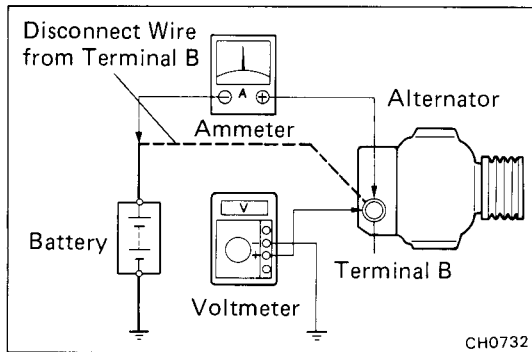 Disconnect Wire
from Terminal B
A
Ammeter
Alternator
V
Battery
Voltmeter
Terminal B
CH0732